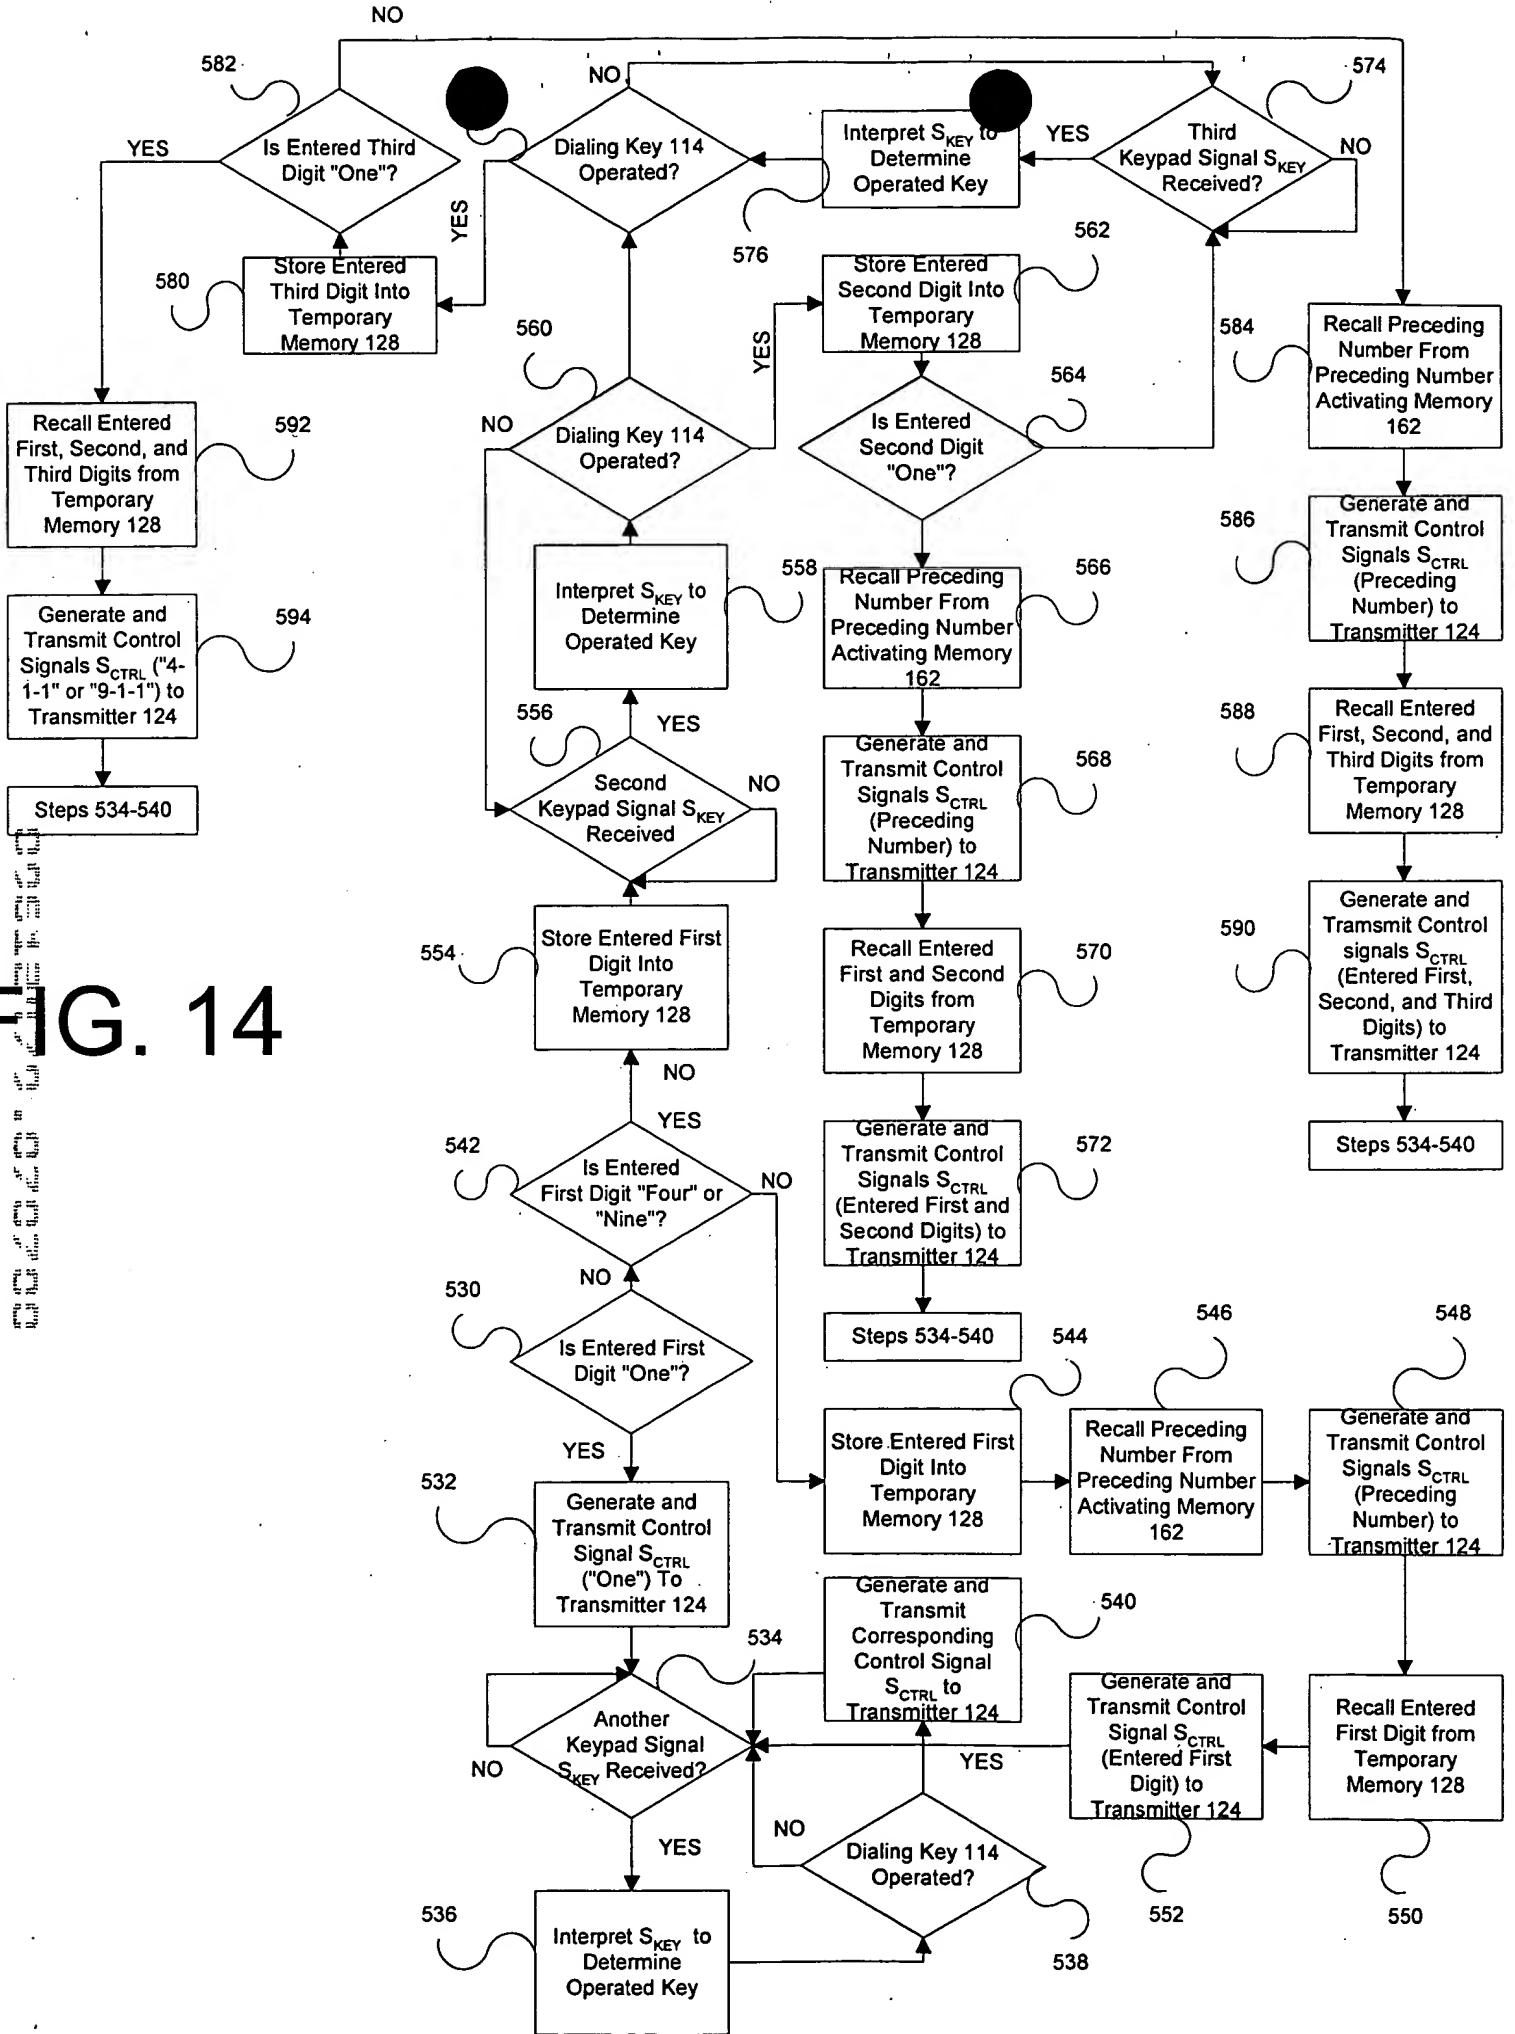 NO
582
Is Entered Third
Digit "One"?
YES
NO
Dialing Key 114
Operated?
YES
Interpret SKEY to
Determine
Operated Key
576
YES
Third
Keypad Signal SKEY
Received?
NO
574
580
Store Entered
Third Digit Into
Temporary
Memory 128
562
Store Entered
Second Digit Into
Temporary
Memory 128
560
Dialing Key 114
Operated?
NO
YES
564
Is Entered
Second Digit
"One"?
584
Recall Preceding
Number From
Preceding Number
Activating Memory
162
592
Recall Entered
First, Second, and
Third Digits from
Temporary
Memory 128
594
Generate and
Transmit Control
Signals SCTRL ("4-
1-1" or "9-1-1") to
Transmitter 124
Steps 534-540
558
Interpret SKEY to
Determine
Operated Key
566
Recall Preceding
Number From
Preceding Number
Activating Memory
162
586
Generate and
Transmit Control
Signals SCTRL
(Preceding
Number) to
Transmitter 124
556
YES
Second
Keypad Signal SKEY
Received
NO
568
Generate and
Transmit Control
Signals SCTRL
(Preceding
Number) to
Transmitter 124
588
Recall Entered
First, Second, and
Third Digits from
Temporary
Memory 128
554
Store Entered First
Digit Into
Temporary
Memory 128
570
Recall Entered
First and Second
Digits from
Temporary
Memory 128
590
Generate and
Tramsmit Control
signals SCTRL
(Entered First,
Second, and Third
Digits) to
Transmitter 124
Steps 534-540
FIG. 14
NO
YES
542
Is Entered
First Digit "Four" or
"Nine"?
NO
572
Generate and
Transmit Control
Signals SCTRL
(Entered First and
Second Digits) to
Transmitter 124
Steps 534-540
NO
530
Is Entered First
Digit "One"?
YES
544
Store Entered First
Digit Into
Temporary
Memory 128
546
Recall Preceding
Number From
Preceding Number
Activating Memory
162
548
Generate and
Transmit Control
Signals SCTRL
(Preceding
Number) to
Transmitter 124
532
Generate and
Transmit Control
Signal SCTRL
("One") To
Transmitter 124
534
Another
Keypad Signal
SKEY Received?
NO
YES
540
Generate and
Transmit
Corresponding
Control Signal
SCTRL to
Transmitter 124
YES
Generate and
Transmit Control
Signal SCTRL
(Entered First
Digit) to
Transmitter 124
552
Recall Entered
First Digit from
Temporary
Memory 128
550
NO
Dialing Key 114
Operated?
538
536
Interpret SKEY to
Determine
Operated Key